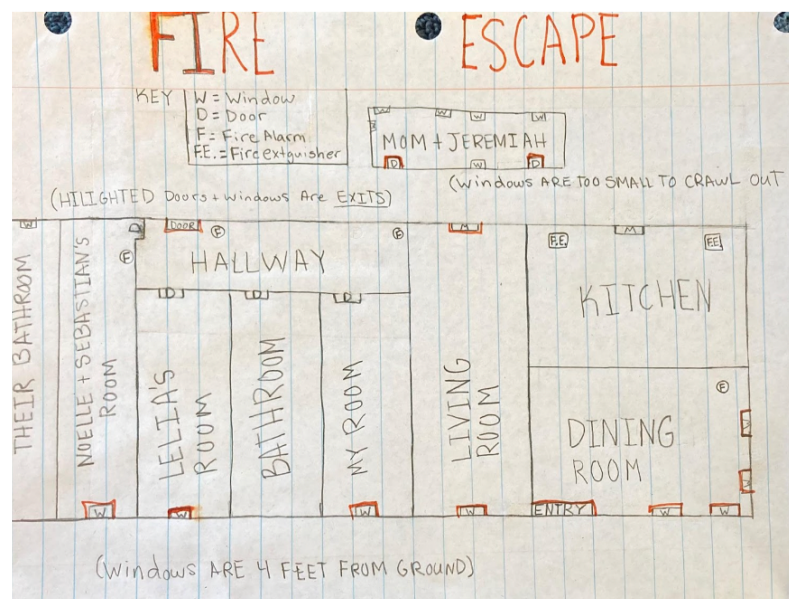 FIRE ESCAPE
KEY
W = Window
D = Door
F = Fire Alarm
F.E. = Fire extguisher
W W W W
W
MOM + JEREMIAH
D W D
(Windows ARE TOO SMALL TO CRAWL OUT
(HILIGHTED Doors + windows Are EXITS)
W
D
DOOR
F
F
F
HALLWAY
D D D
THEIR BATHROOM
NOELLE + SEBASTIAN'S
ROOM
LELIA'S
ROOM
BATHROOM
MY ROOM
LIVING
ROOM
F.E.
F.E.
KITCHEN
F
DINING
ROOM
W W W W ENTRY W W
(Windows ARE 4 FEET FROM GROUND)